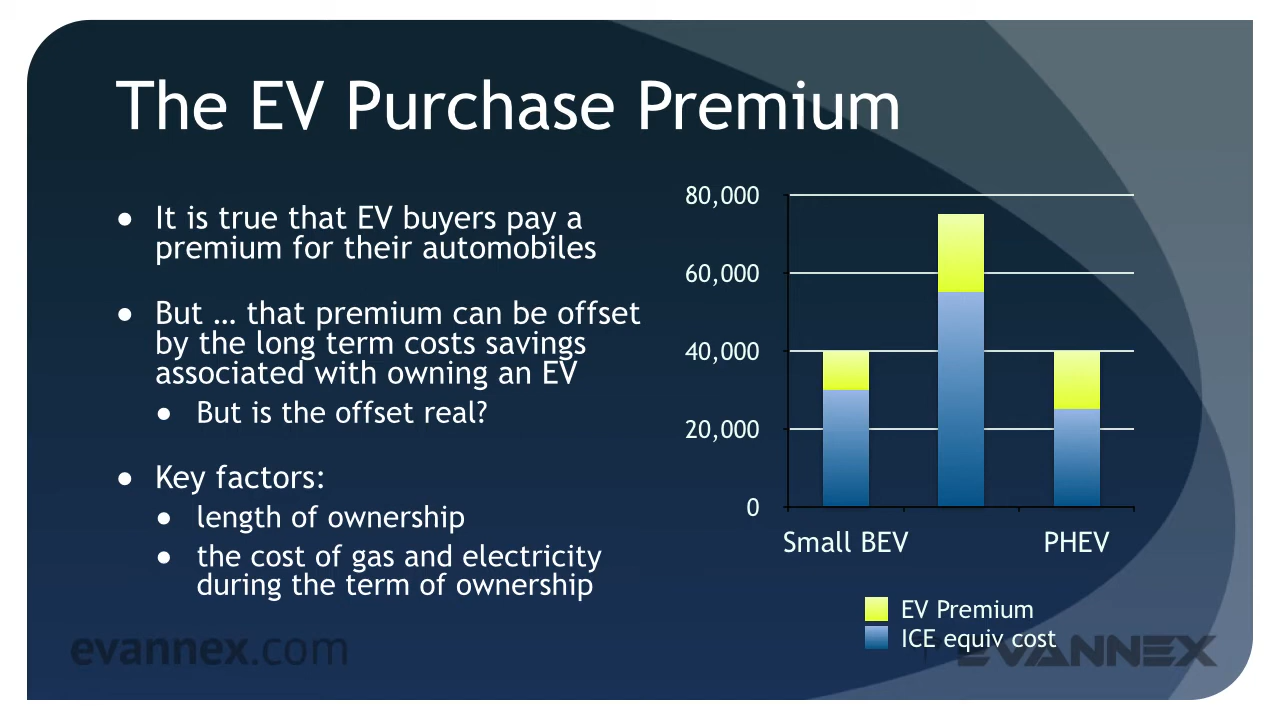 The EV Purchase Premium
● It is true that EV buyers pay a
premium for their automobiles
● But … that premium can be offset
by the long term costs savings
associated with owning an EV
● But is the offset real?
● Key factors:
● length of ownership
● the cost of gas and electricity
during the term of ownership
80,000
60,000
40,000
20,000
0
Small BEV
PHEV
EV Premium
ICE equiv cost
evannex.com
EVANNEX